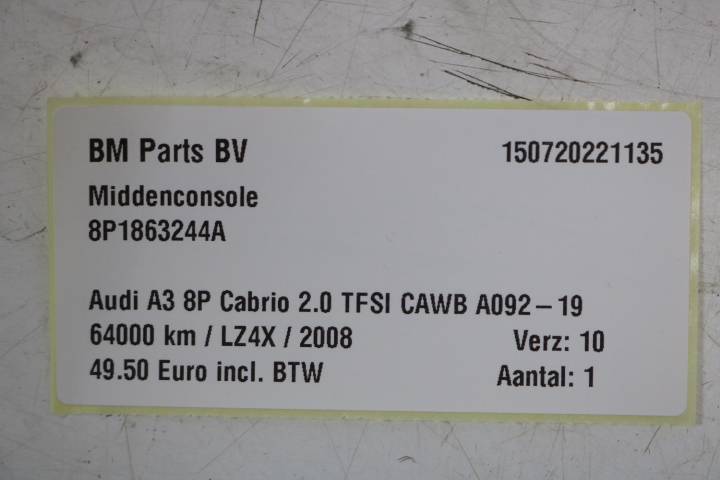 BM Parts BV 150720221135
Middenconsole
8P1863244A
Audi A3 8P Cabrio 2.0 TFSI CAWB A092-19
64000 km / LZ4X / 2008 Verz: 10
49.50 Euro incl. BTW Aantal: 1